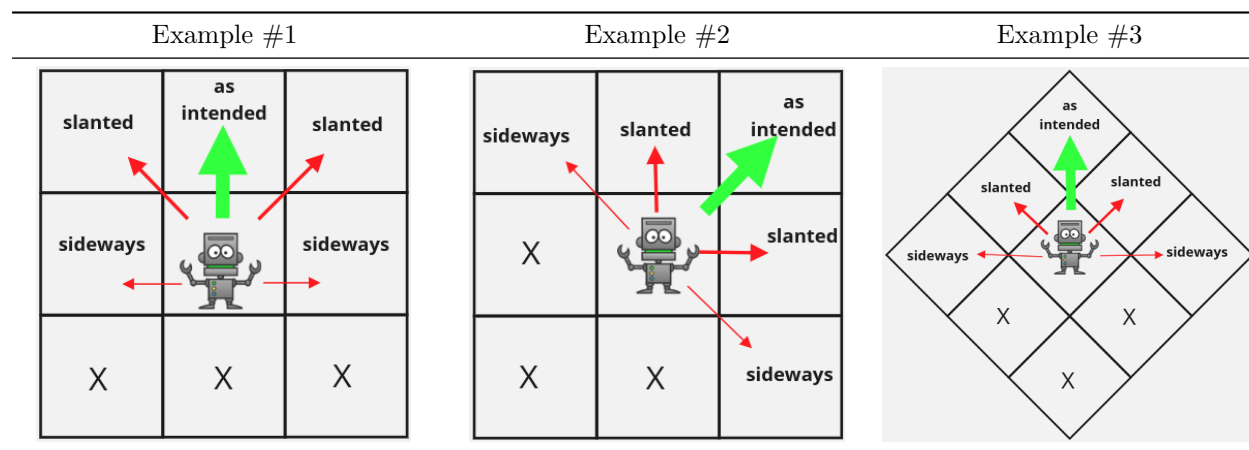 Example #1
Example #2
Example #3
slanted
as
intended
slanted
sideways
sideways
X
X
X
sideways
slanted
as
intended
X
slanted
X
X
sideways
as
intended
slanted
slanted
sideways
sideways
X
X
X